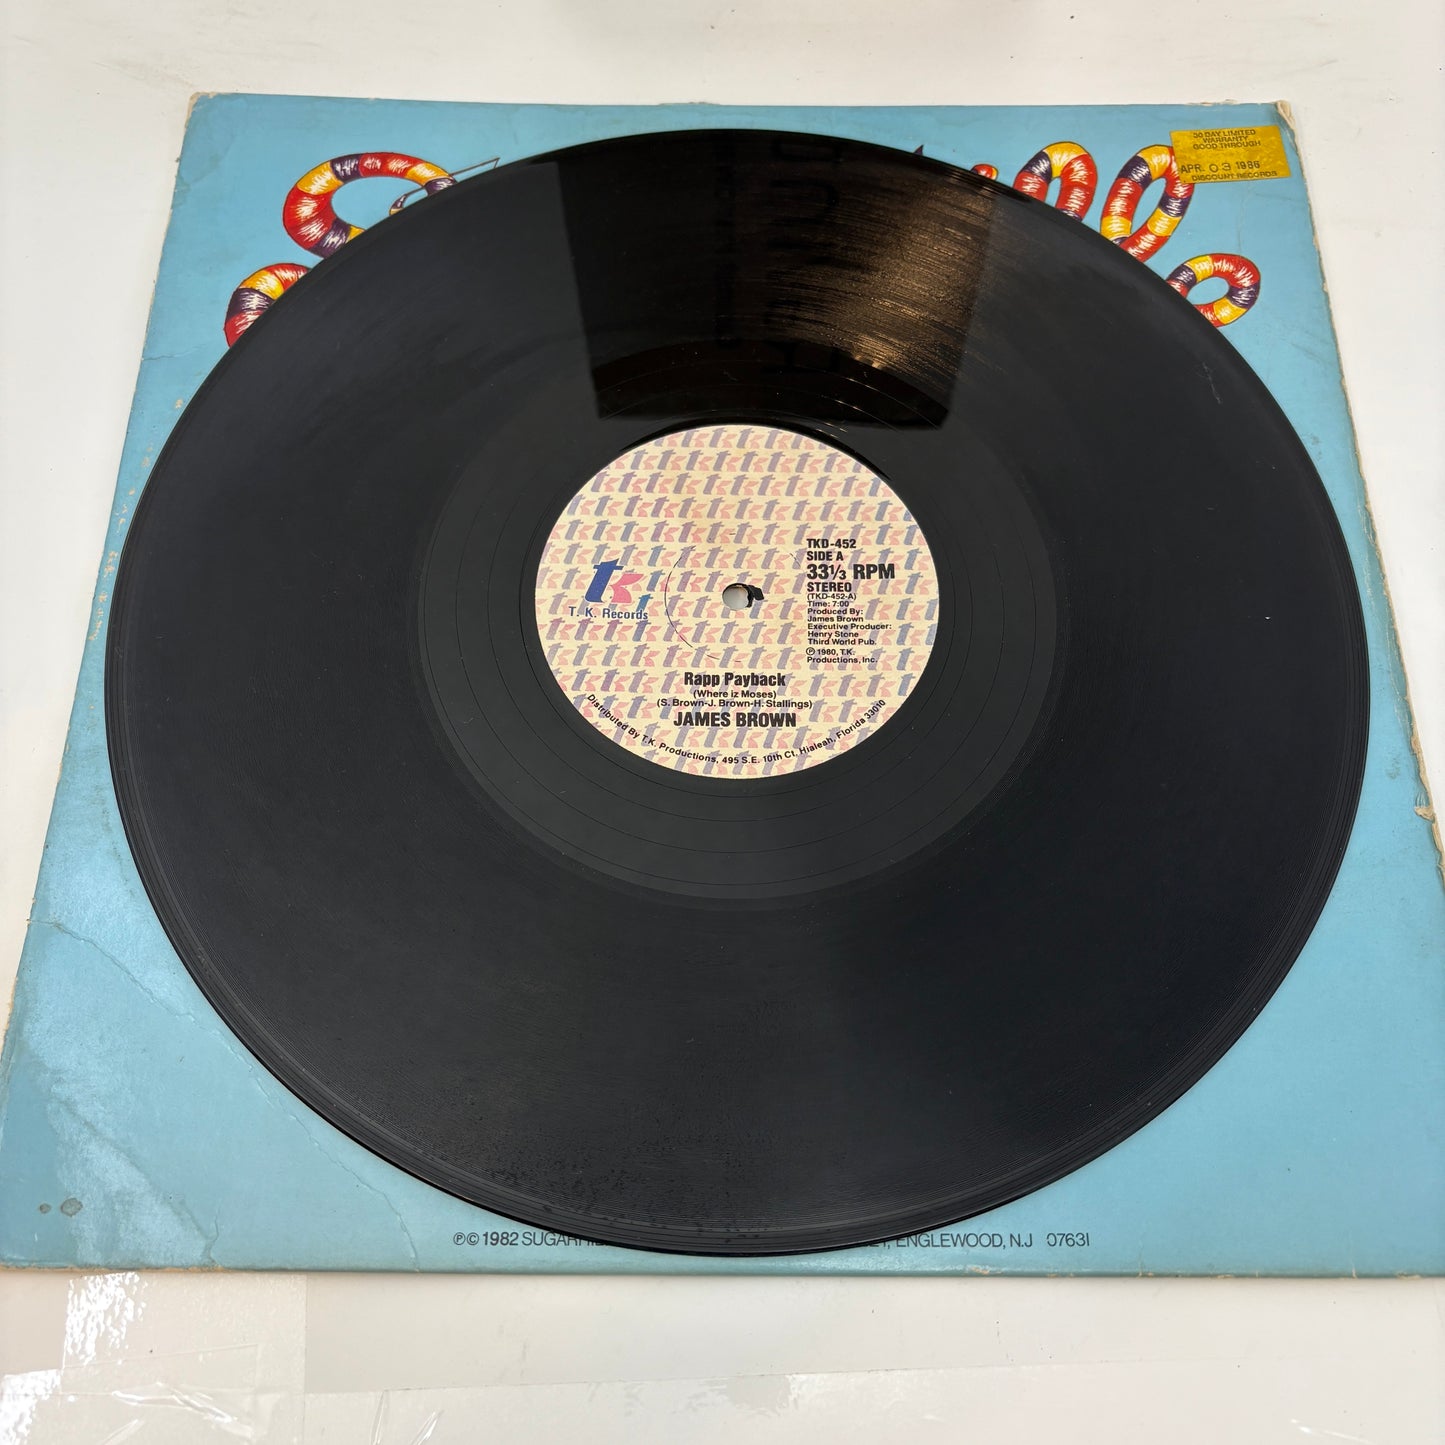 30 DAY LIMITED
WARRANTY
GOOD THROUGH
APR. 03 1986
DISCOUNT RECORDS
TKD-452
SIDE A
33⅓ RPM
STEREO
(TKD-452-A)
Time: 7:00
Produced By:
James Brown
Executive Producer:
Henry Stone
Third World Pub.
℗ 1980, T.K.
Productions, Inc.
tk
T. K. Records
Rapp Payback
(Where iz Moses)
(S. Brown-J. Brown-H. Stallings)
JAMES BROWN
Distributed By T.K. Productions, 495 S.E. 10th Ct. Hialeah, Florida 33010
℗© 1982 ENGLEWOOD, N.J 07631